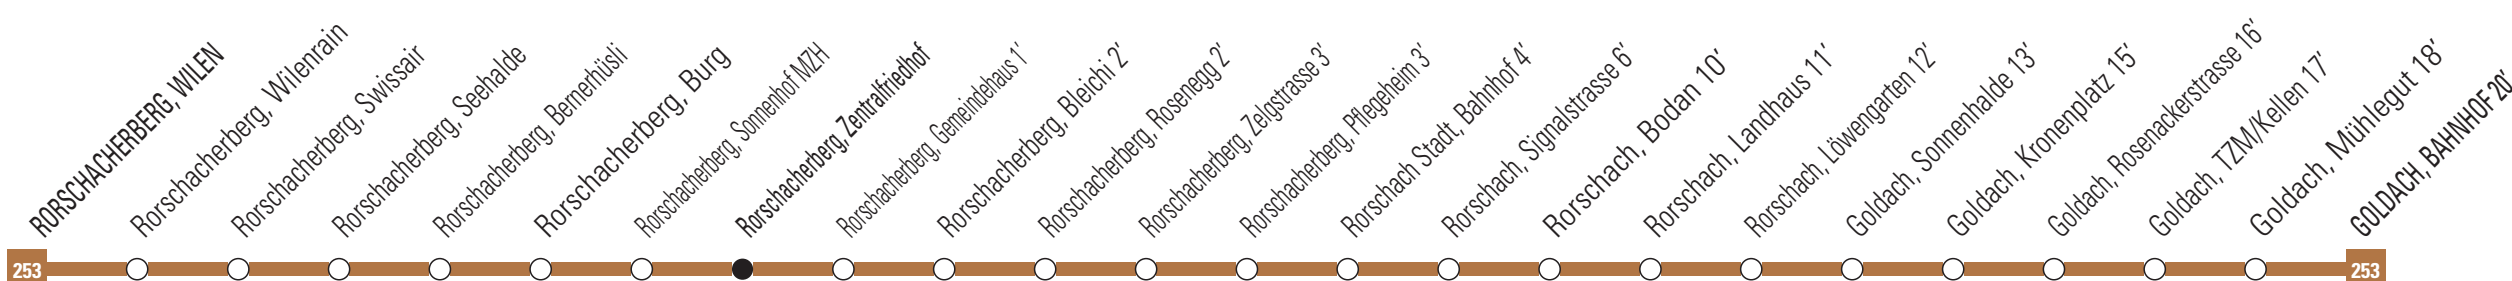 RORSCHACHERBERG, WILEN
Rorschacherberg, Wilenrain
Rorschacherberg, Swissair
Rorschacherberg, Seehalde
Rorschacherberg, Bernerhüsli
Rorschacherberg, Burg
Rorschacherberg, Sonnenhof MZH
Rorschacherberg, Zentralfriedhof
Rorschacherberg, Gemeindehaus 1′
Rorschacherberg, Bleichi 2′
Rorschacherberg, Rosenegg 2′
Rorschacherberg, Zelgstrasse 3′
Rorschacherberg, Pflegeheim 3′
Rorschach Stadt, Bahnhof 4′
Rorschach, Signalstrasse 6′
Rorschach, Bodan 10′
Rorschach, Landhaus 11′
Rorschach, Löwengarten 12′
Goldach, Sonnenhalde 13′
Goldach, Kronenplatz 15′
Goldach, Rosenackerstrasse 16′
Goldach, TZM/Kellen 17′
Goldach, Mühlegut 18′
GOLDACH, BAHNHOF 20′
253
253